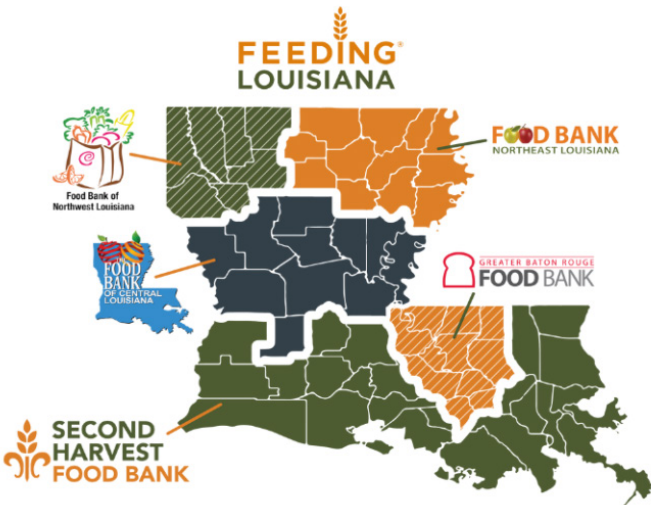 FEEDING®
LOUISIANA
Food Bank of
Northwest Louisiana
FOOD BANK
NORTHEAST LOUISIANA
THE
FOOD
BANK
OF CENTRAL
LOUISIANA
GREATER BATON ROUGE
FOOD BANK
SECOND
HARVEST
FOOD BANK